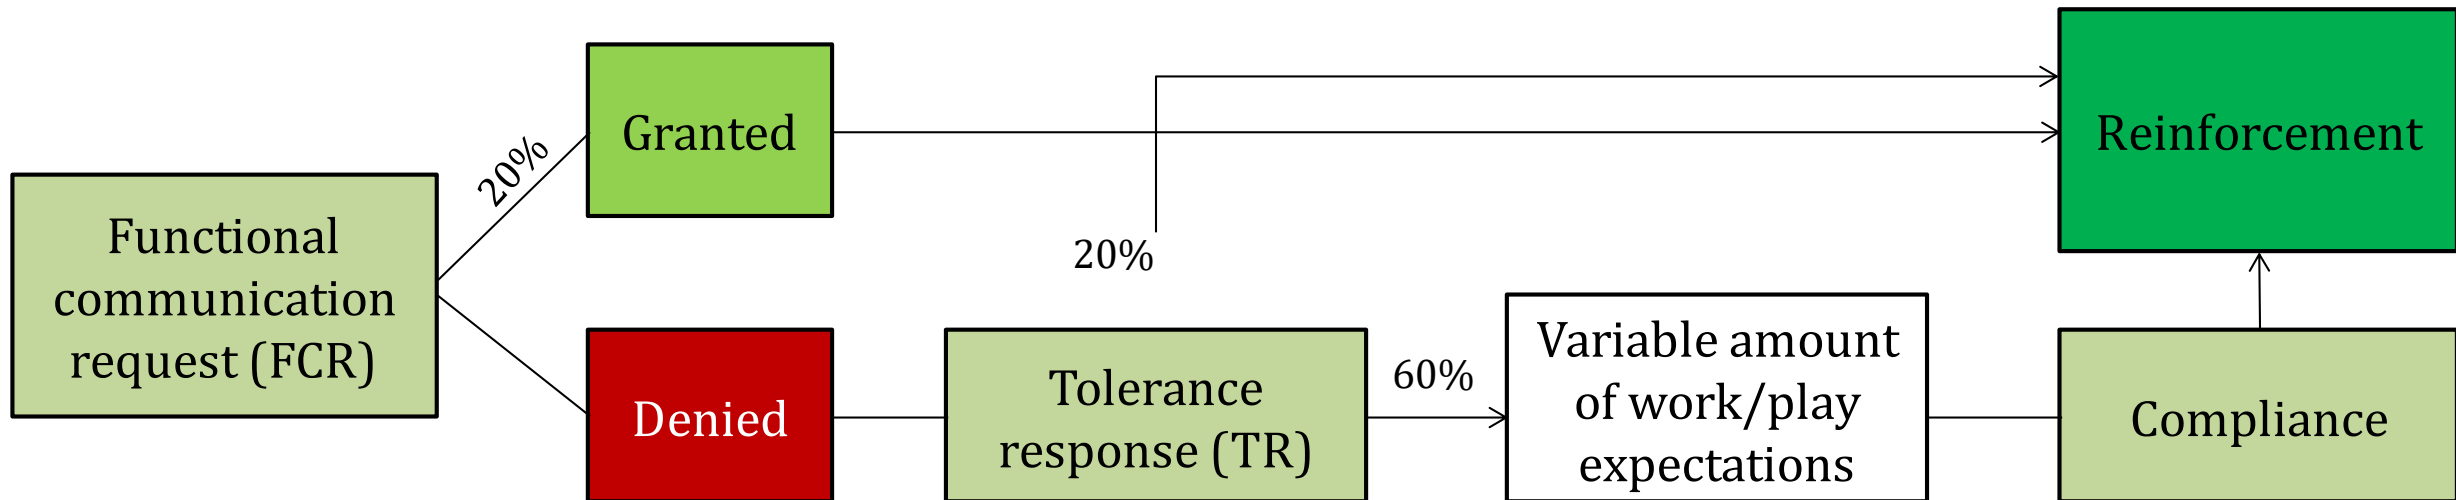 Functional
communication
request (FCR)
20%
Granted
Denied
20%
Tolerance
response (TR)
60%
Variable amount
of work/play
expectations
Reinforcement
Compliance